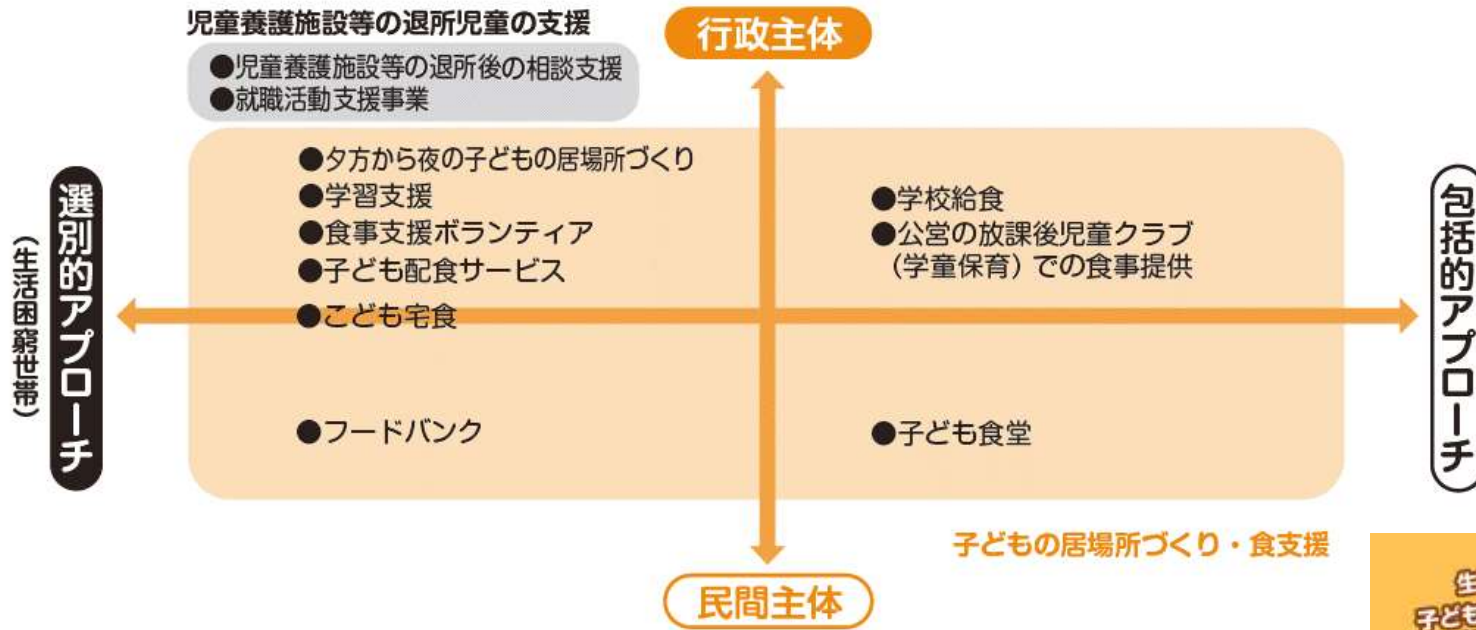 児童養護施設等の退所児童の支援
行政主体
●児童養護施設等の退所後の相談支援
●就職活動支援事業
●夕方から夜の子どもの居場所づくり
●学習支援
●食事支援ボランティア
●子ども配食サービス
●こども宅食
●フードバンク
●学校給食
●公営の放課後児童クラブ
(学童保育)での食事提供
●子ども食堂
選別的アプローチ
(生活困窮世帯)
包括的アプローチ
子どもの居場所づくり・食支援
民間主体
生
子ども